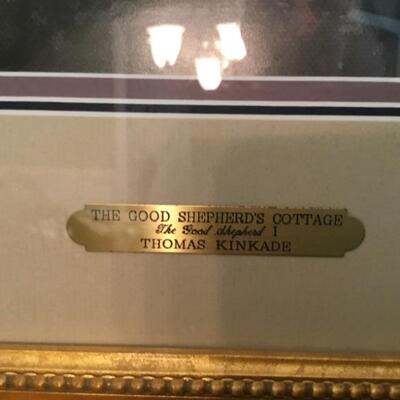 THE GOOD SHEPHERD'S COTTAGE
The Good Shepherd I
THOMAS KINKADE